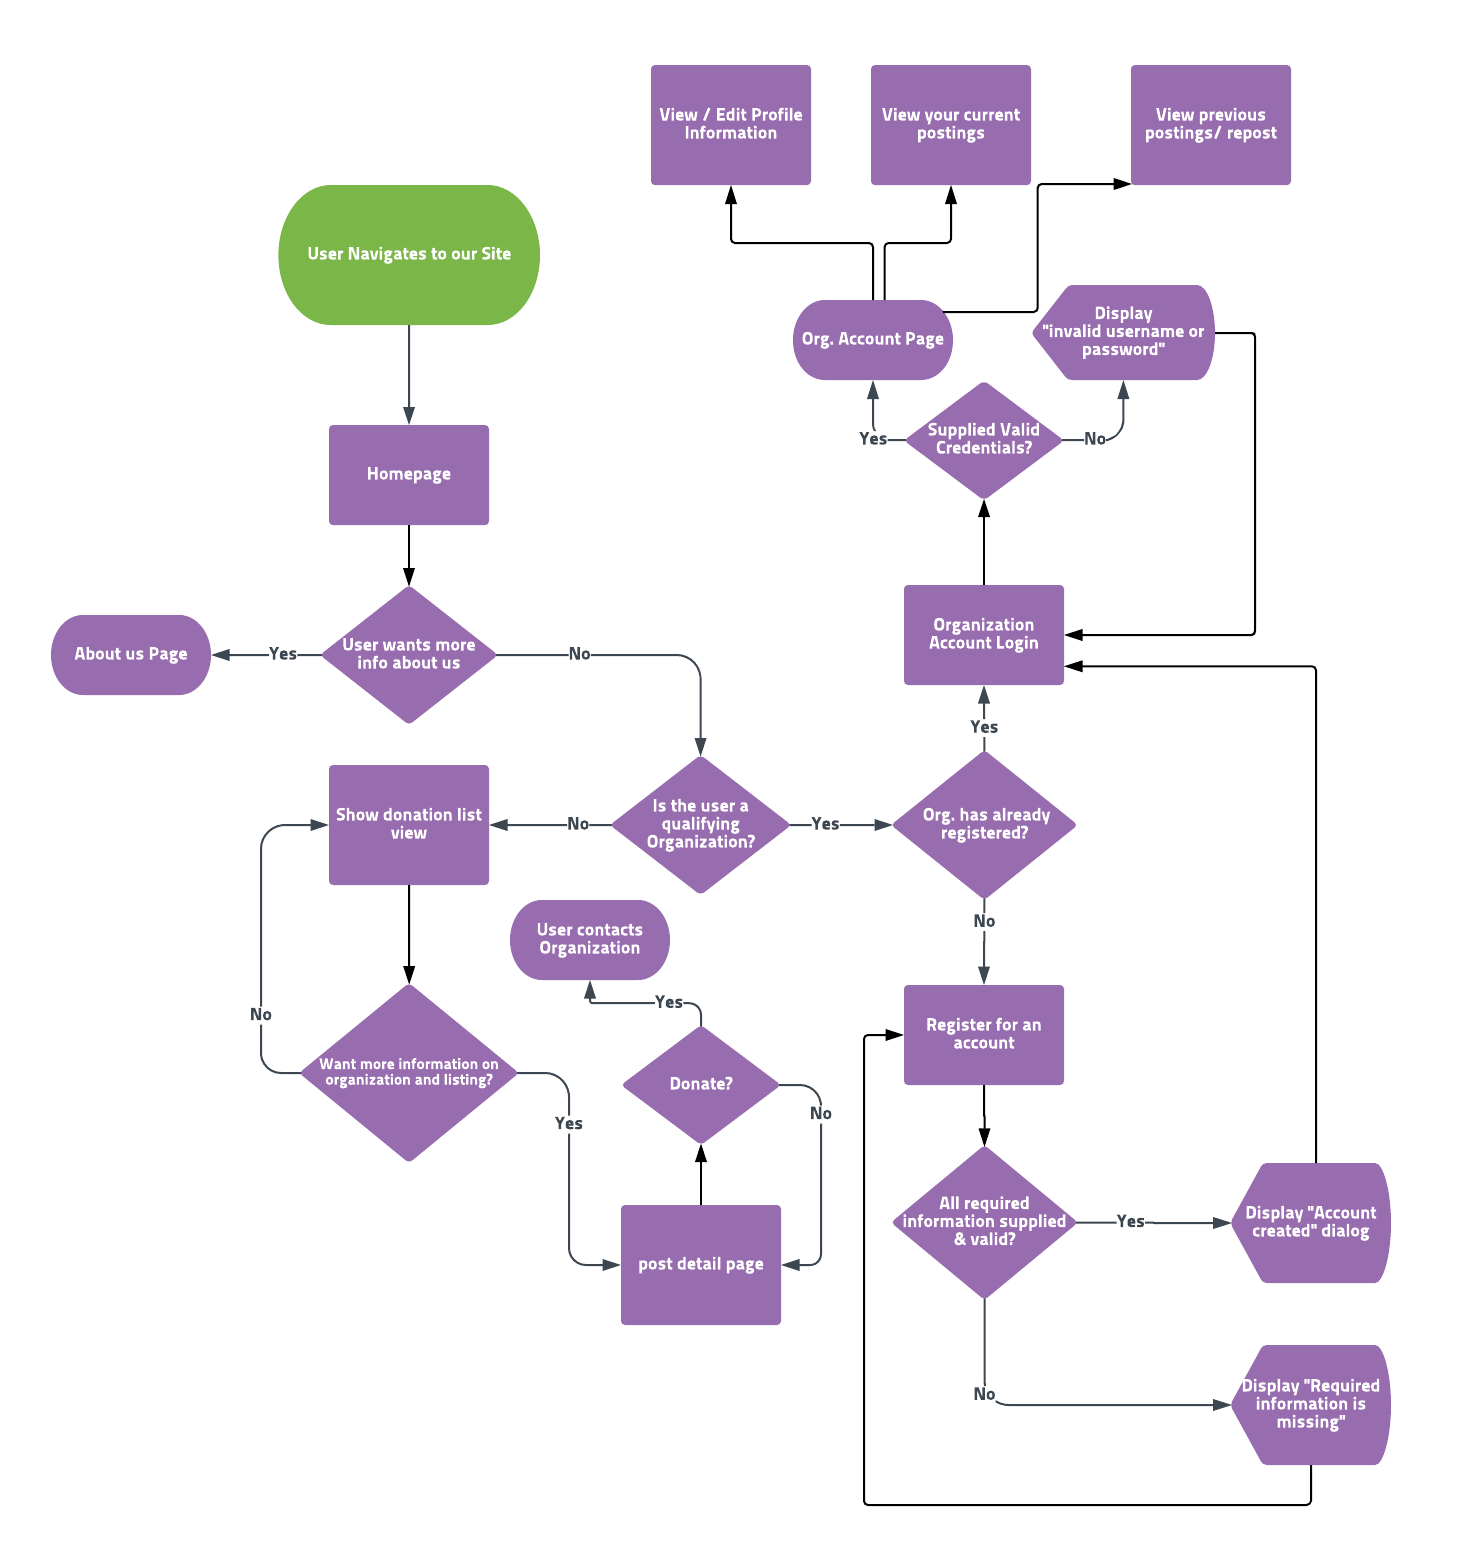 View / Edit Profile
Information
View your current
postings
View previous
postings/ repost
User Navigates to our Site
Org. Account Page
Display
"invalid username or
password"
Supplied Valid
Credentials?
Yes
No
Homepage
Organization
Account Login
User wants more
info about us
Yes
No
About us Page
Yes
Show donation list
view
No
Is the user a
qualifying
Organization?
Yes
Org. has already
registered?
No
User contacts
Organization
Yes
No
Want more information on
organization and listing?
Yes
Donate?
No
Register for an
account
post detail page
All required
information supplied
& valid?
Yes
Display "Account
created" dialog
No
Display "Required
information is
missing"